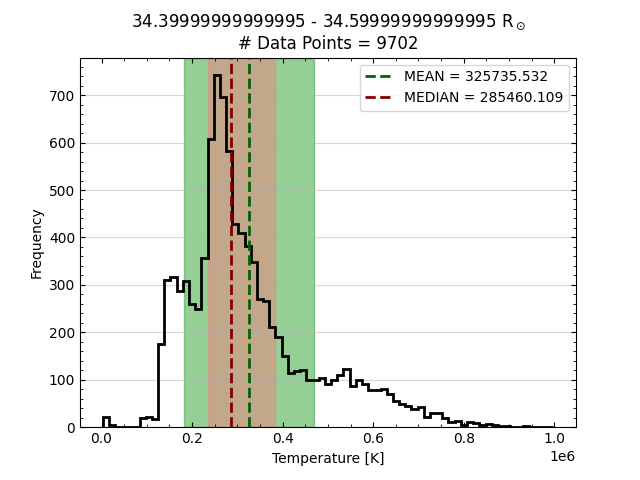 34.39999999999995 - 34.59999999999995 R⊙
# Data Points = 9702
MEAN = 325735.532
MEDIAN = 285460.109
Frequency
700
600
500
400
300
200
100
0
0.0 0.2 0.4 0.6 0.8 1.0
1e6
Temperature [K]